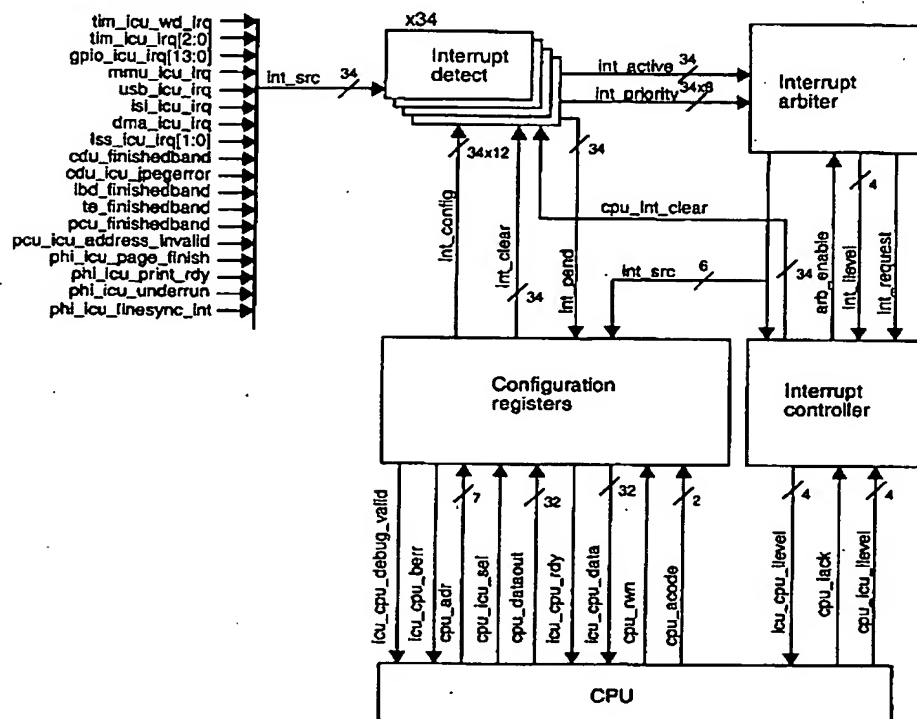 tim_icu_wd_irq
tim_icu_irq[2:0]
gpio_icu_irq[13:0]
mmu_icu_irq
usb_icu_irq
isi_icu_irq
dma_icu_irq
lss_icu_irq[1:0]
cdu_finishedband
cdu_icu_jpegerror
lbd_finishedband
te_finishedband
pcu_finishedband
pcu_icu_address_invalid
phi_icu_page_finish
phi_icu_print_rdy
phi_icu_underrun
phi_icu_linesync_int
int_src
34
x34
Interrupt
detect
int_active
34
int_priority
34x8
Interrupt
arbiter
34x12
34
int_config
int_clear
34
int_pend
cpu_int_clear
int_src
6
34
arb_enable
4
int_ilevel
int_request
Configuration
registers
Interrupt
controller
icu_cpu_debug_valid
icu_cpu_berr
7
cpu_adr
cpu_icu_sel
32
cpu_dataout
icu_cpu_rdy
32
icu_cpu_data
cpu_rwn
2
cpu_acode
4
icu_cpu_ilevel
cpu_iack
4
cpu_icu_ilevel
CPU